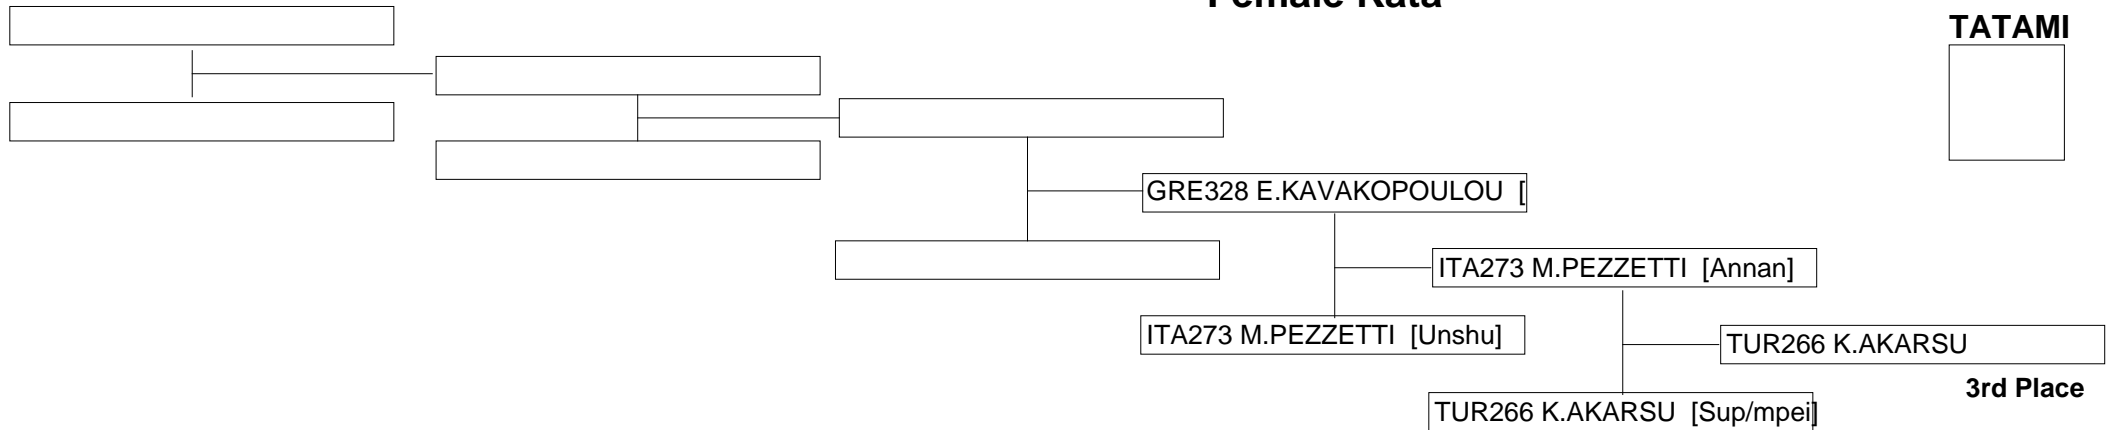 Female Kata
TATAMI
GRE328 E.KAVAKOPOULOU [
ITA273 M.PEZZETTI [Annan]
ITA273 M.PEZZETTI [Unshu]
TUR266 K.AKARSU
3rd Place
TUR266 K.AKARSU [Sup/mpei]